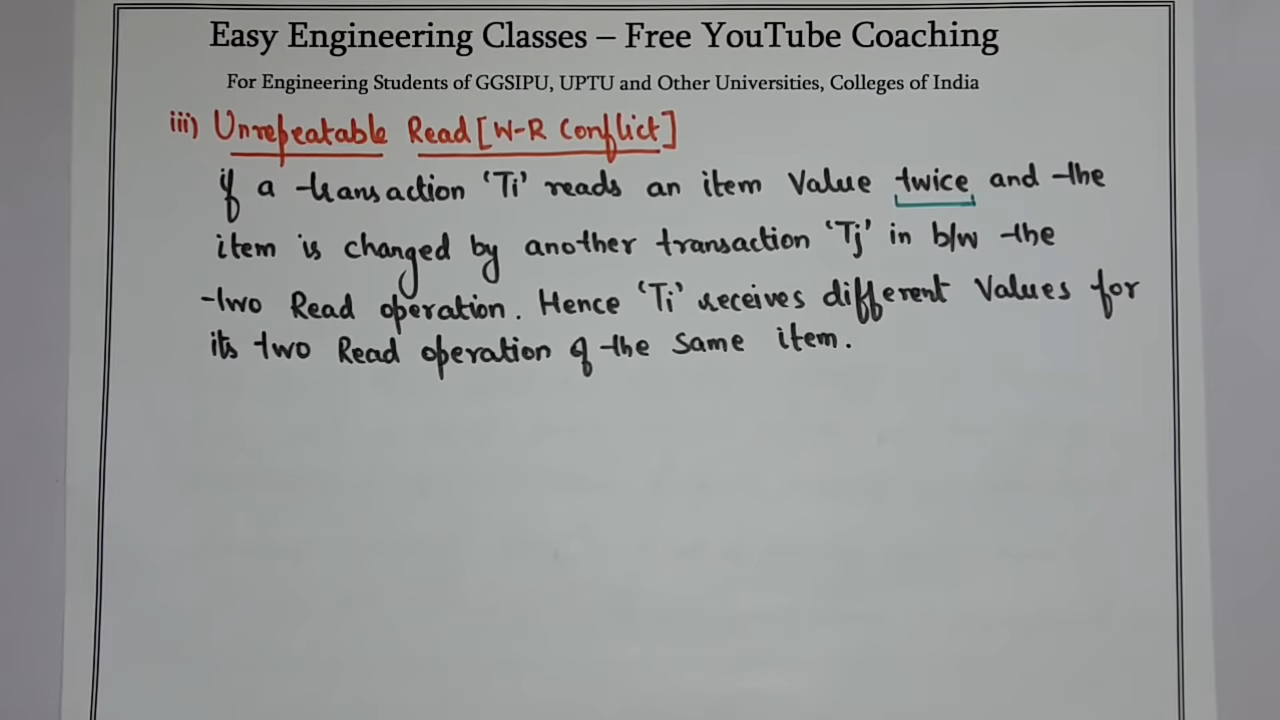 Easy Engineering Classes – Free YouTube Coaching
For Engineering Students of GGSIPU, UPTU and Other Universities, Colleges of India
iii) Unrepeatable Read [W-R Conflict]
if a transaction 'Ti' reads an item Value twice and the
item is changed by another transaction 'Tj' in b/w the
two Read operation. Hence 'Ti' receives different Values for
its two Read operation of the same item.